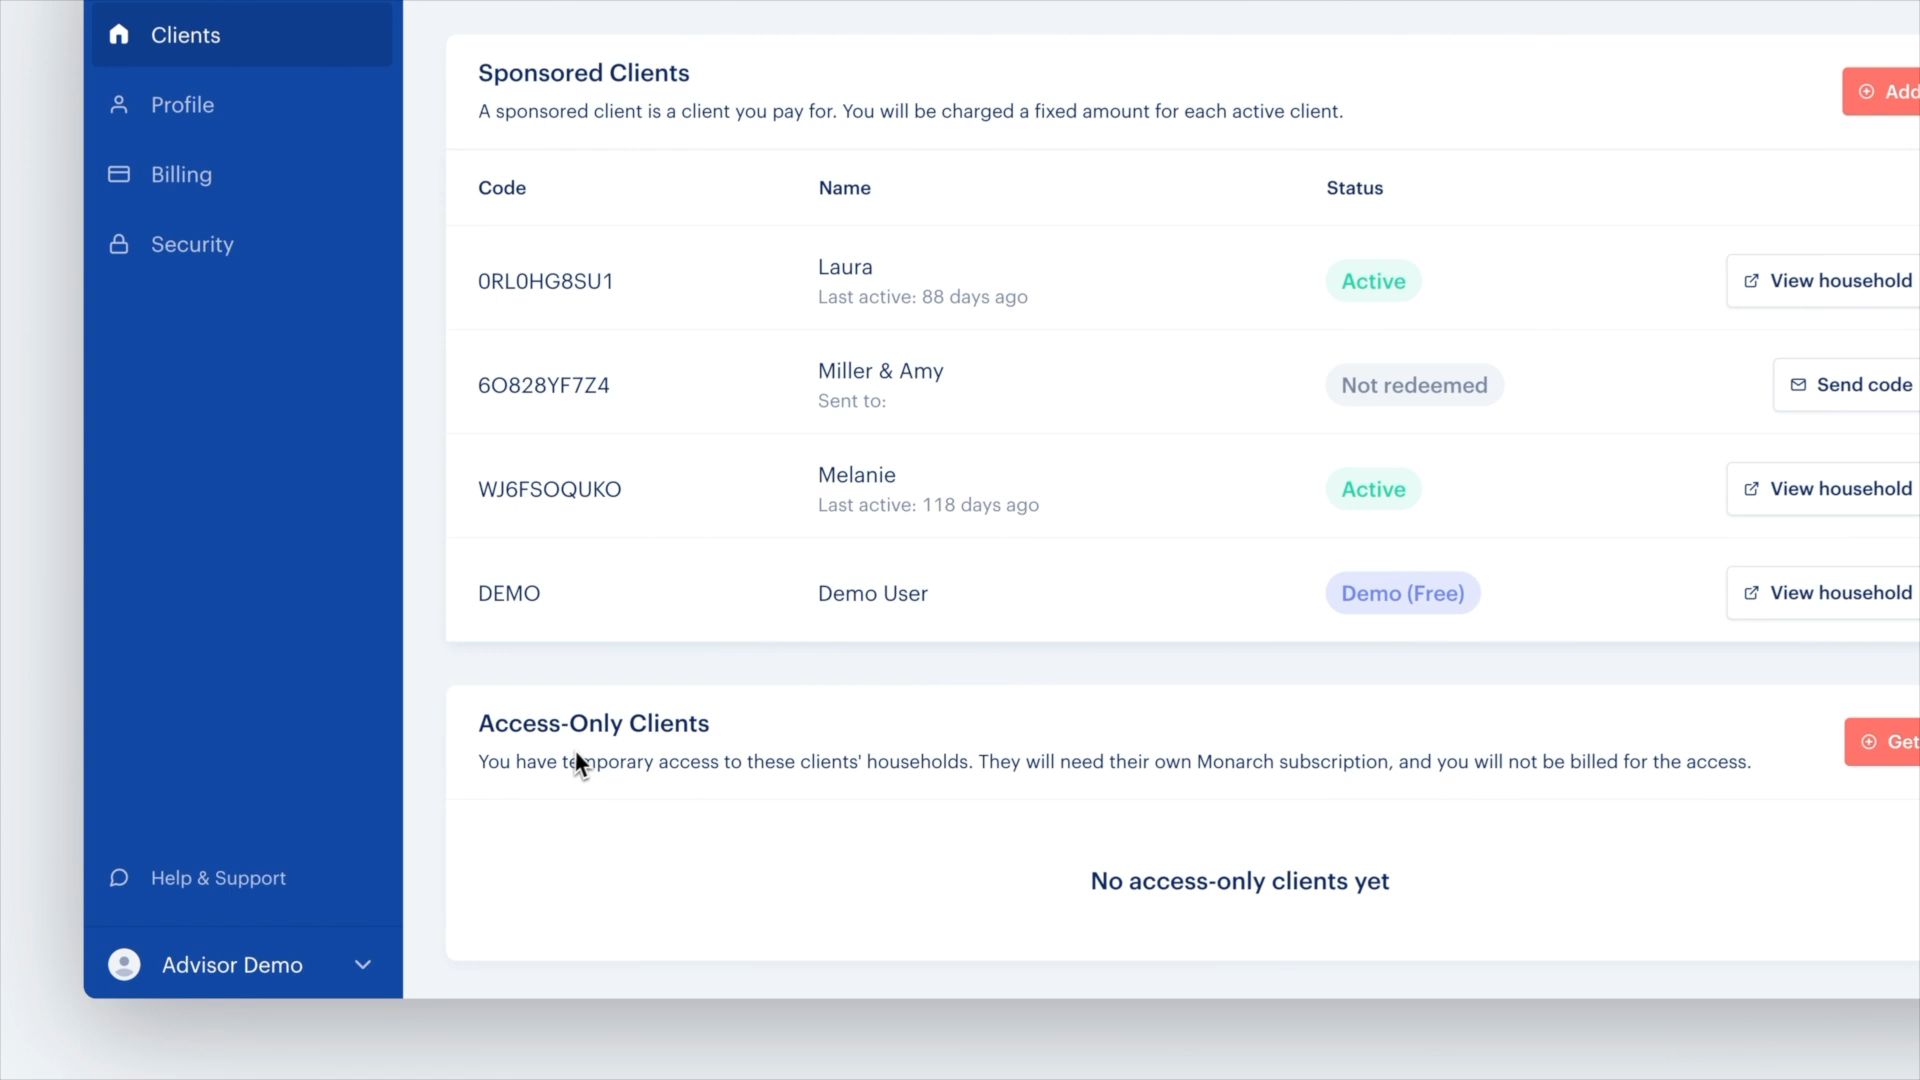 Clients
Profile
Billing
Security
Help & Support
Advisor Demo
Sponsored Clients
A sponsored client is a client you pay for. You will be charged a fixed amount for each active client.
Add
Code Name Status
0RL0HG8SU1 Laura Active View household
Last active: 88 days ago
6O828YF7Z4 Miller & Amy Not redeemed Send code
Sent to:
WJ6FSOQUKO Melanie Active View household
Last active: 118 days ago
DEMO Demo User Demo (Free) View household
Access-Only Clients
You have temporary access to these clients' households. They will need their own Monarch subscription, and you will not be billed for the access.
Get
No access-only clients yet